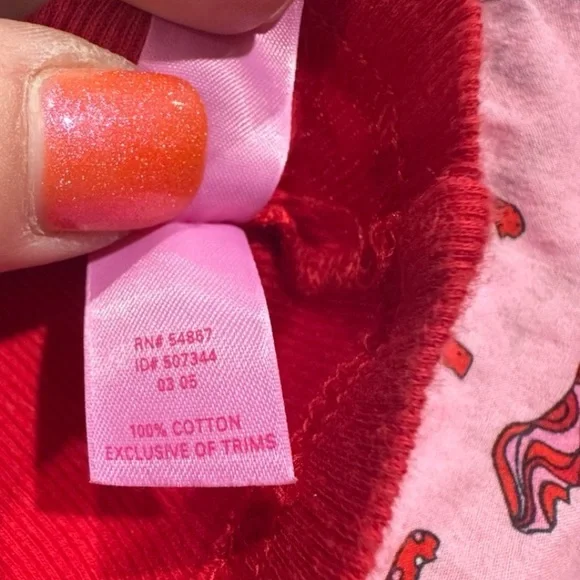 RN# 54867
ID# 507344
03 05
100% COTTON
EXCLUSIVE OF TRIMS